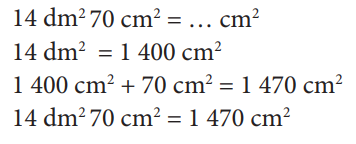 14 dm² 70 cm² = ... cm²
14 dm² = 1 400 cm²
1 400 cm² + 70 cm² = 1 470 cm²
14 dm² 70 cm² = 1 470 cm²